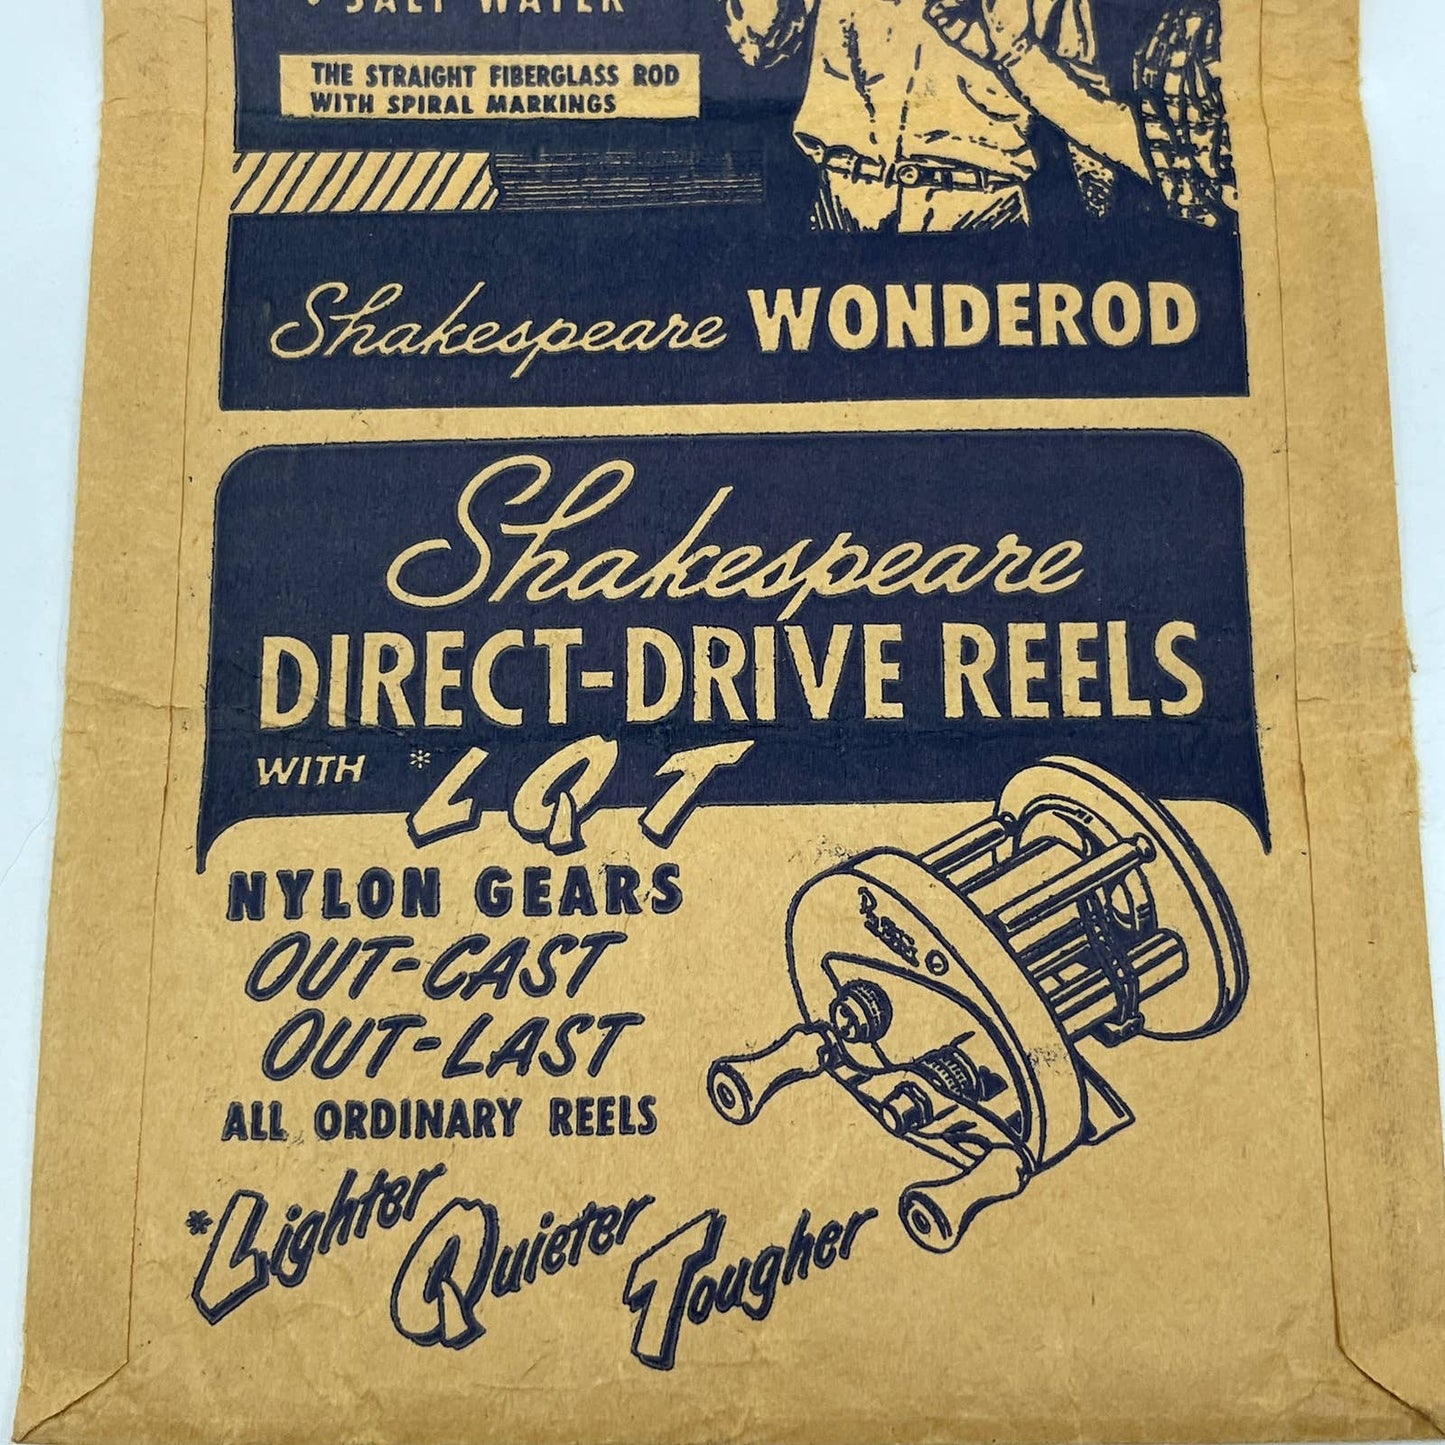 • SALT WATER
THE STRAIGHT FIBERGLASS ROD
WITH SPIRAL MARKINGS
Shakespeare WONDEROD
Shakespeare
DIRECT-DRIVE REELS
WITH *LQT
NYLON GEARS
OUT-CAST
OUT-LAST
ALL ORDINARY REELS
*Lighter Quieter Tougher